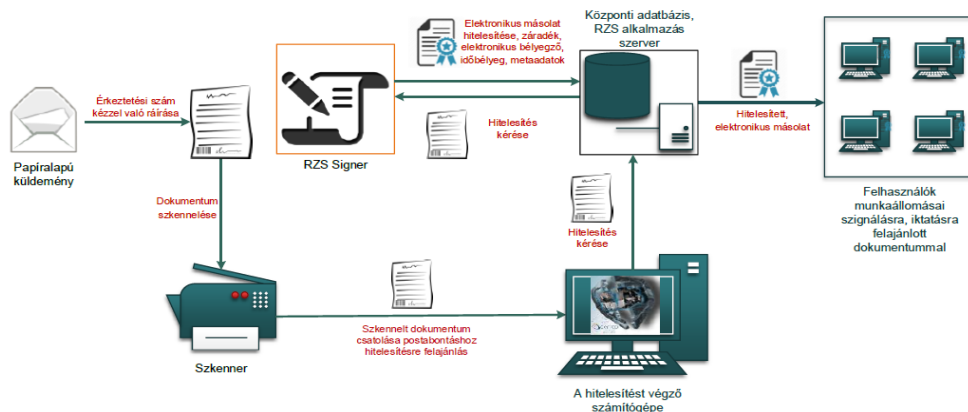 Elektronikus másolat
hitelesítése, záradék,
elektronikus bélyegző,
időbélyeg, metaadatok
Központi adatbázis,
RZS alkalmazás
szerver
Érkeztetési szám
kézzel való ráírása
Papíralapú
küldemény
RZS Signer
Hitelesítés
kérése
Hitelesített,
elektronikus másolat
Felhasználók
munkaállomásai
szignálásra, iktatásra
felajánlott
dokumentummal
Dokumentum
szkennelése
Hitelesítés
kérése
Szkenner
Szkennelt dokumentum
csatolása postabontáshoz
hitelesítésre felajánlás
A hitelesítést végző
számítógépe